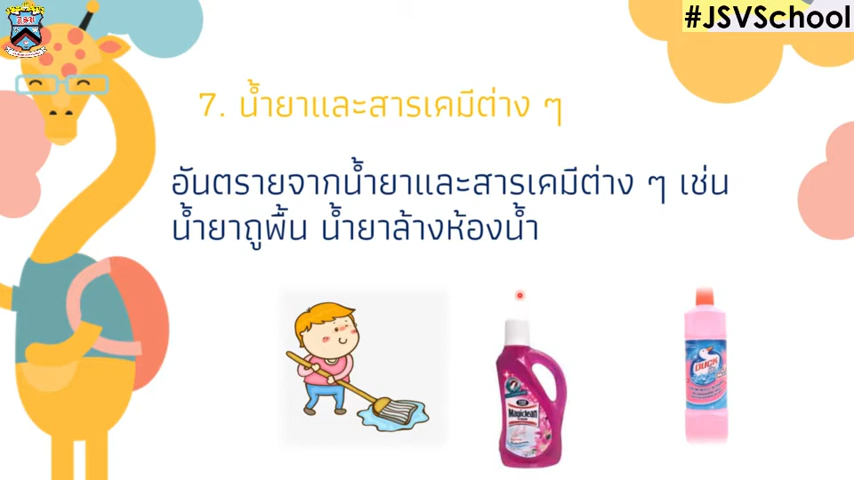 #JSVSchool
7. น้ำยาและสารเคมีต่าง ๆ
อันตรายจากน้ำยาและสารเคมีต่าง ๆ เช่น
น้ำยาถูพื้น น้ำยาล้างห้องน้ำ
Magiclean
DUCK